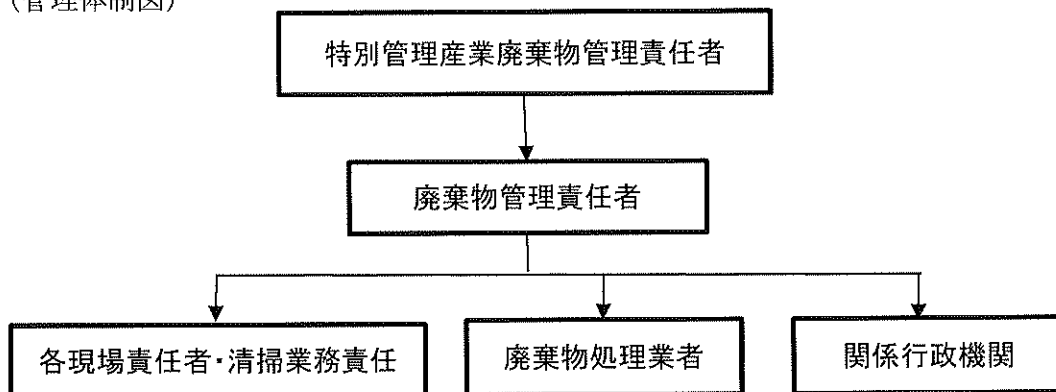 （管理体制図）
特別管理産業廃棄物管理責任者
廃棄物管理責任者
各現場責任者・清掃業務責任
廃棄物処理業者
関係行政機関